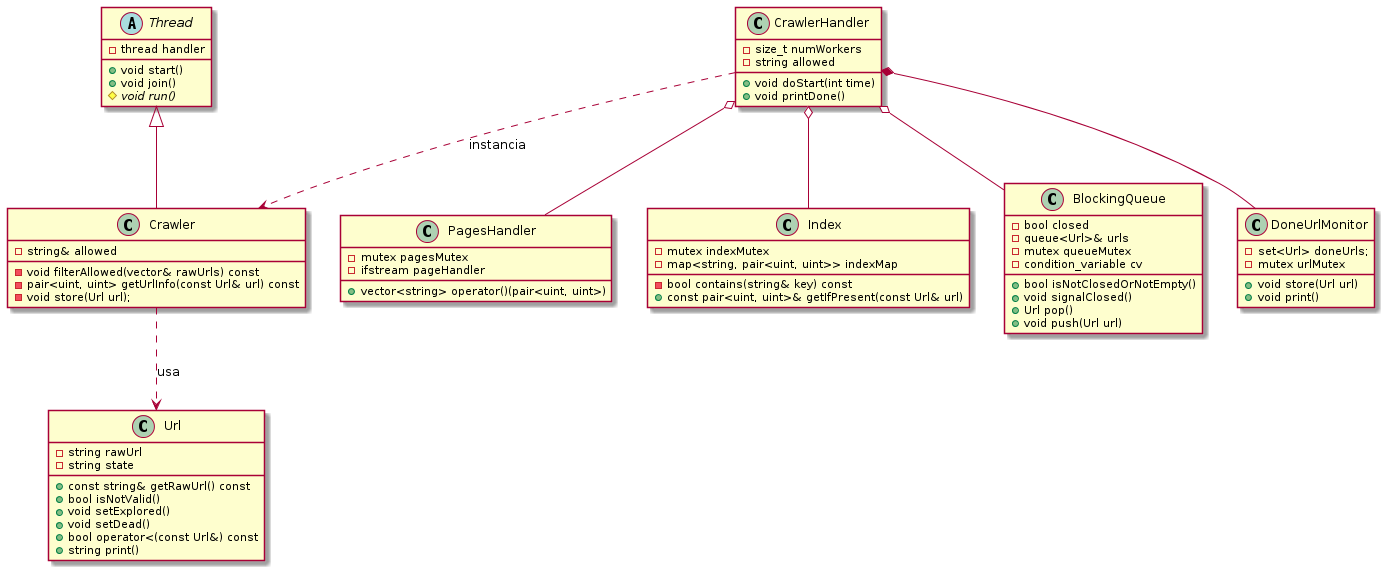 A Thread
thread handler
void start()
void join()
void run()
C CrawlerHandler
size_t numWorkers
string allowed
void doStart(int time)
void printDone()
instancia
C Crawler
string& allowed
void filterAllowed(vector& rawUrls) const
pair<uint, uint> getUrlInfo(const Url& url) const
void store(Url url);
C PagesHandler
mutex pagesMutex
ifstream pageHandler
vector<string> operator()(pair<uint, uint>)
C Index
mutex indexMutex
map<string, pair<uint, uint>> indexMap
bool contains(string& key) const
const pair<uint, uint>& getIfPresent(const Url& url)
C BlockingQueue
bool closed
queue<Url>& urls
mutex queueMutex
condition_variable cv
bool isNotClosedOrNotEmpty()
void signalClosed()
Url pop()
void push(Url url)
C DoneUrlMonitor
set<Url> doneUrls;
mutex urlMutex
void store(Url url)
void print()
usa
C Url
string rawUrl
string state
const string& getRawUrl() const
bool isNotValid()
void setExplored()
void setDead()
bool operator<(const Url&) const
string print()